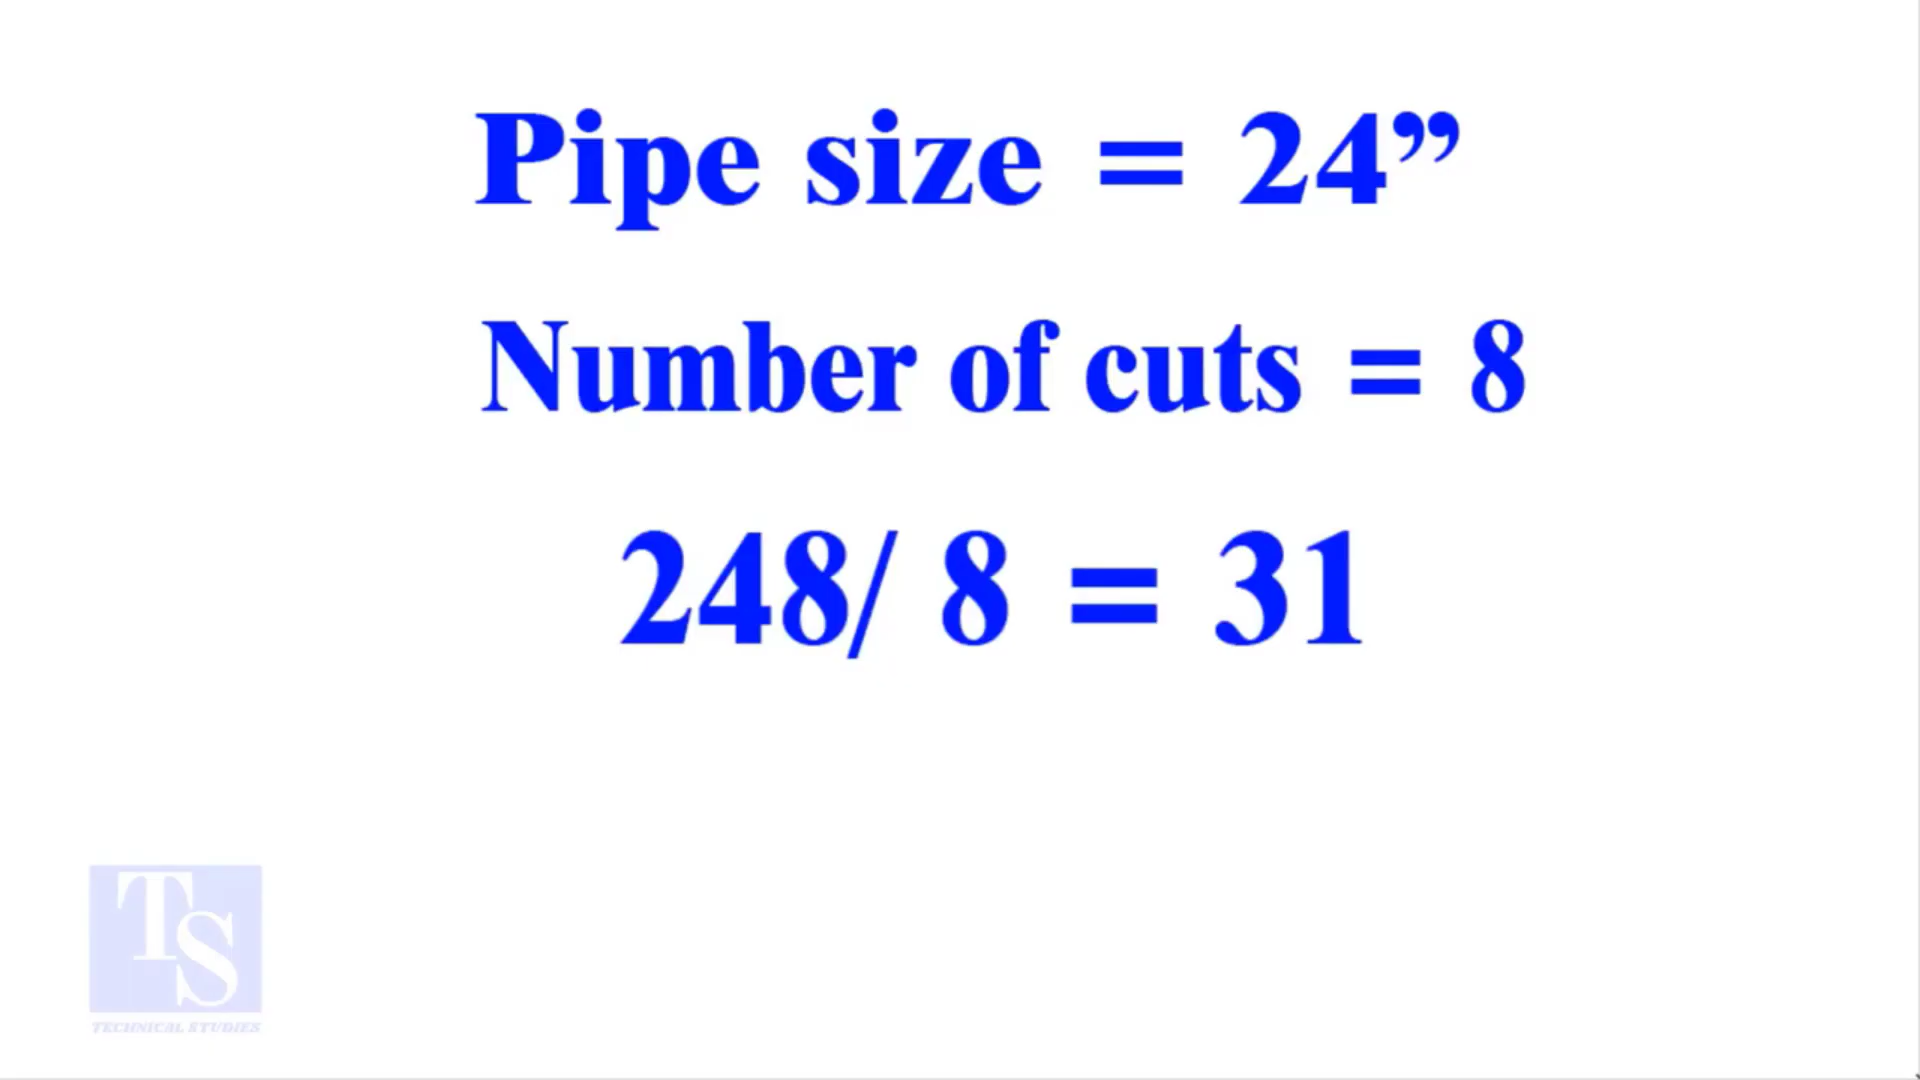 Pipe size = 24”
Number of cuts = 8
248/ 8 = 31
TS
TECHNICAL STUDIES